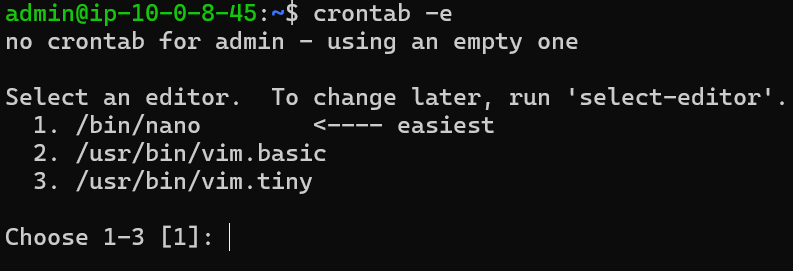 admin@ip-10-0-8-45:~$ crontab -e
no crontab for admin - using an empty one

Select an editor.  To change later, run 'select-editor'.
  1. /bin/nano        <---- easiest
  2. /usr/bin/vim.basic
  3. /usr/bin/vim.tiny

Choose 1-3 [1]: